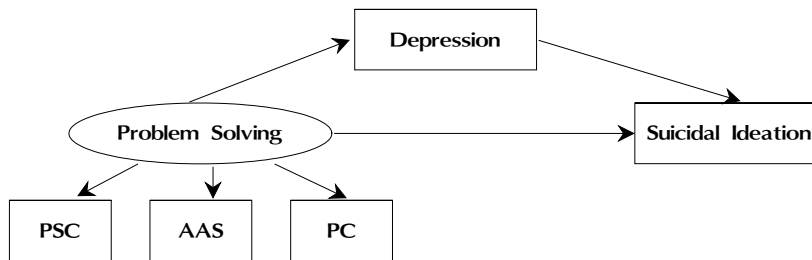 Depression
Problem Solving
Suicidal Ideation
PSC
AAS
PC